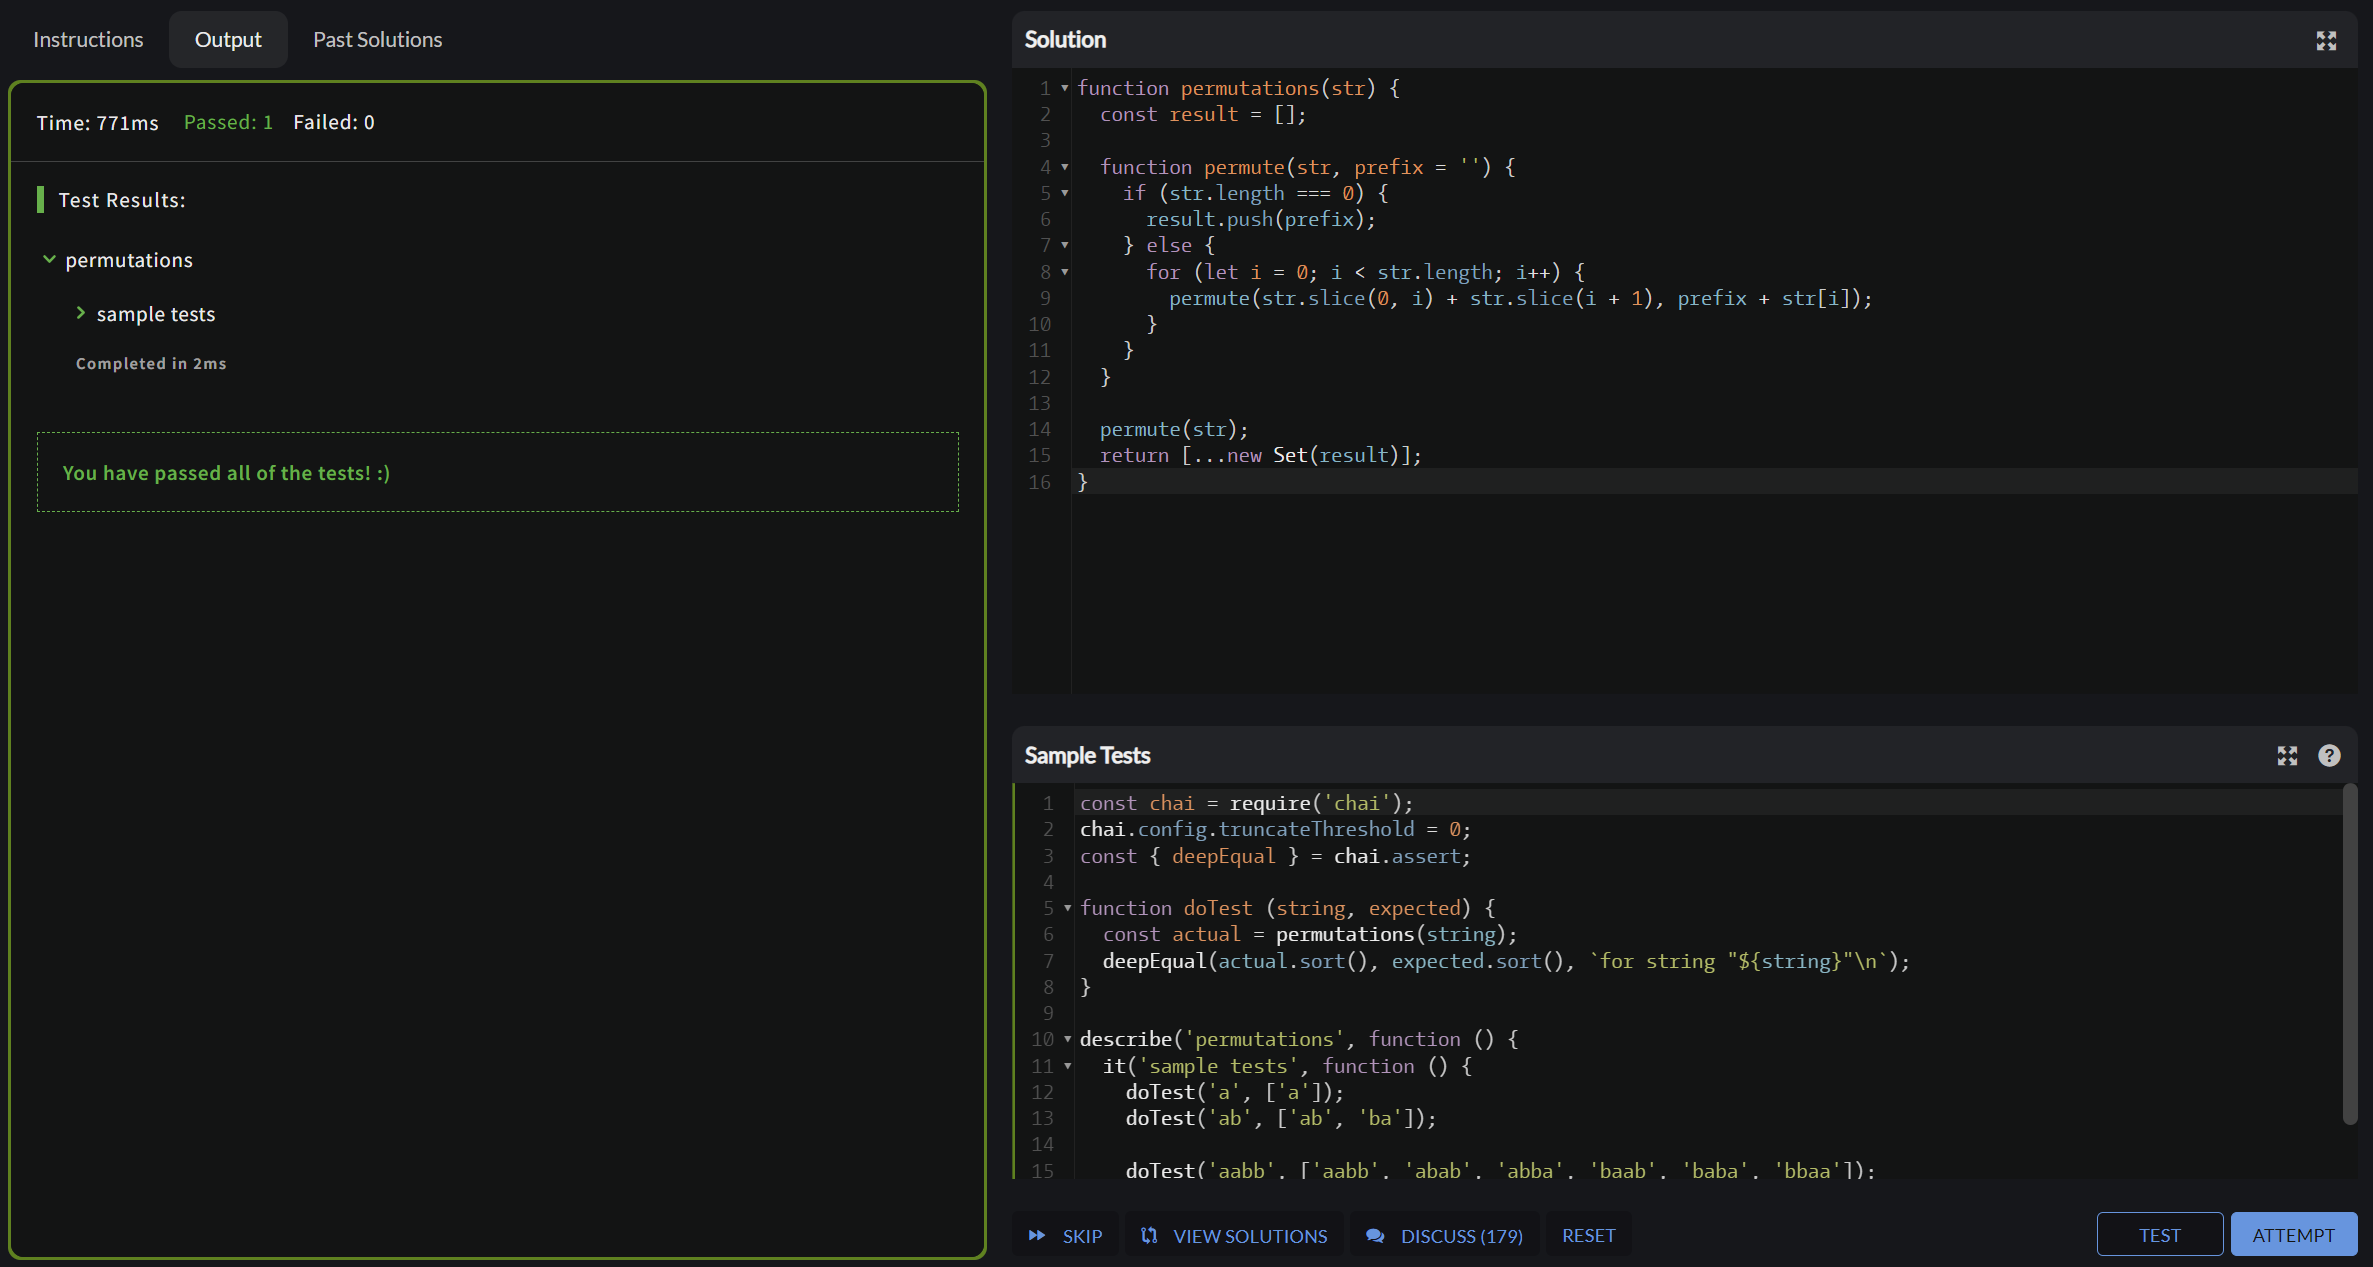 Instructions
Output
Past Solutions
Time: 771ms Passed: 1 Failed: 0
Test Results:
permutations
sample tests
Completed in 2ms
You have passed all of the tests! :)
Solution
1 function permutations(str) {
2   const result = [];
3
4   function permute(str, prefix = '') {
5     if (str.length === 0) {
6       result.push(prefix);
7     } else {
8       for (let i = 0; i < str.length; i++) {
9         permute(str.slice(0, i) + str.slice(i + 1), prefix + str[i]);
10       }
11     }
12   }
13
14   permute(str);
15   return [...new Set(result)];
16 }
Sample Tests
?
1 const chai = require('chai');
2 chai.config.truncateThreshold = 0;
3 const { deepEqual } = chai.assert;
4
5 function doTest (string, expected) {
6   const actual = permutations(string);
7   deepEqual(actual.sort(), expected.sort(), `for string "${string}"\n`);
8 }
9
10 describe('permutations', function () {
11   it('sample tests', function () {
12     doTest('a', ['a']);
13     doTest('ab', ['ab', 'ba']);
14
15     doTest('aabb', ['aabb', 'abab', 'abba', 'baab', 'baba', 'bbaa']);
SKIP
VIEW SOLUTIONS
DISCUSS (179)
RESET
TEST
ATTEMPT